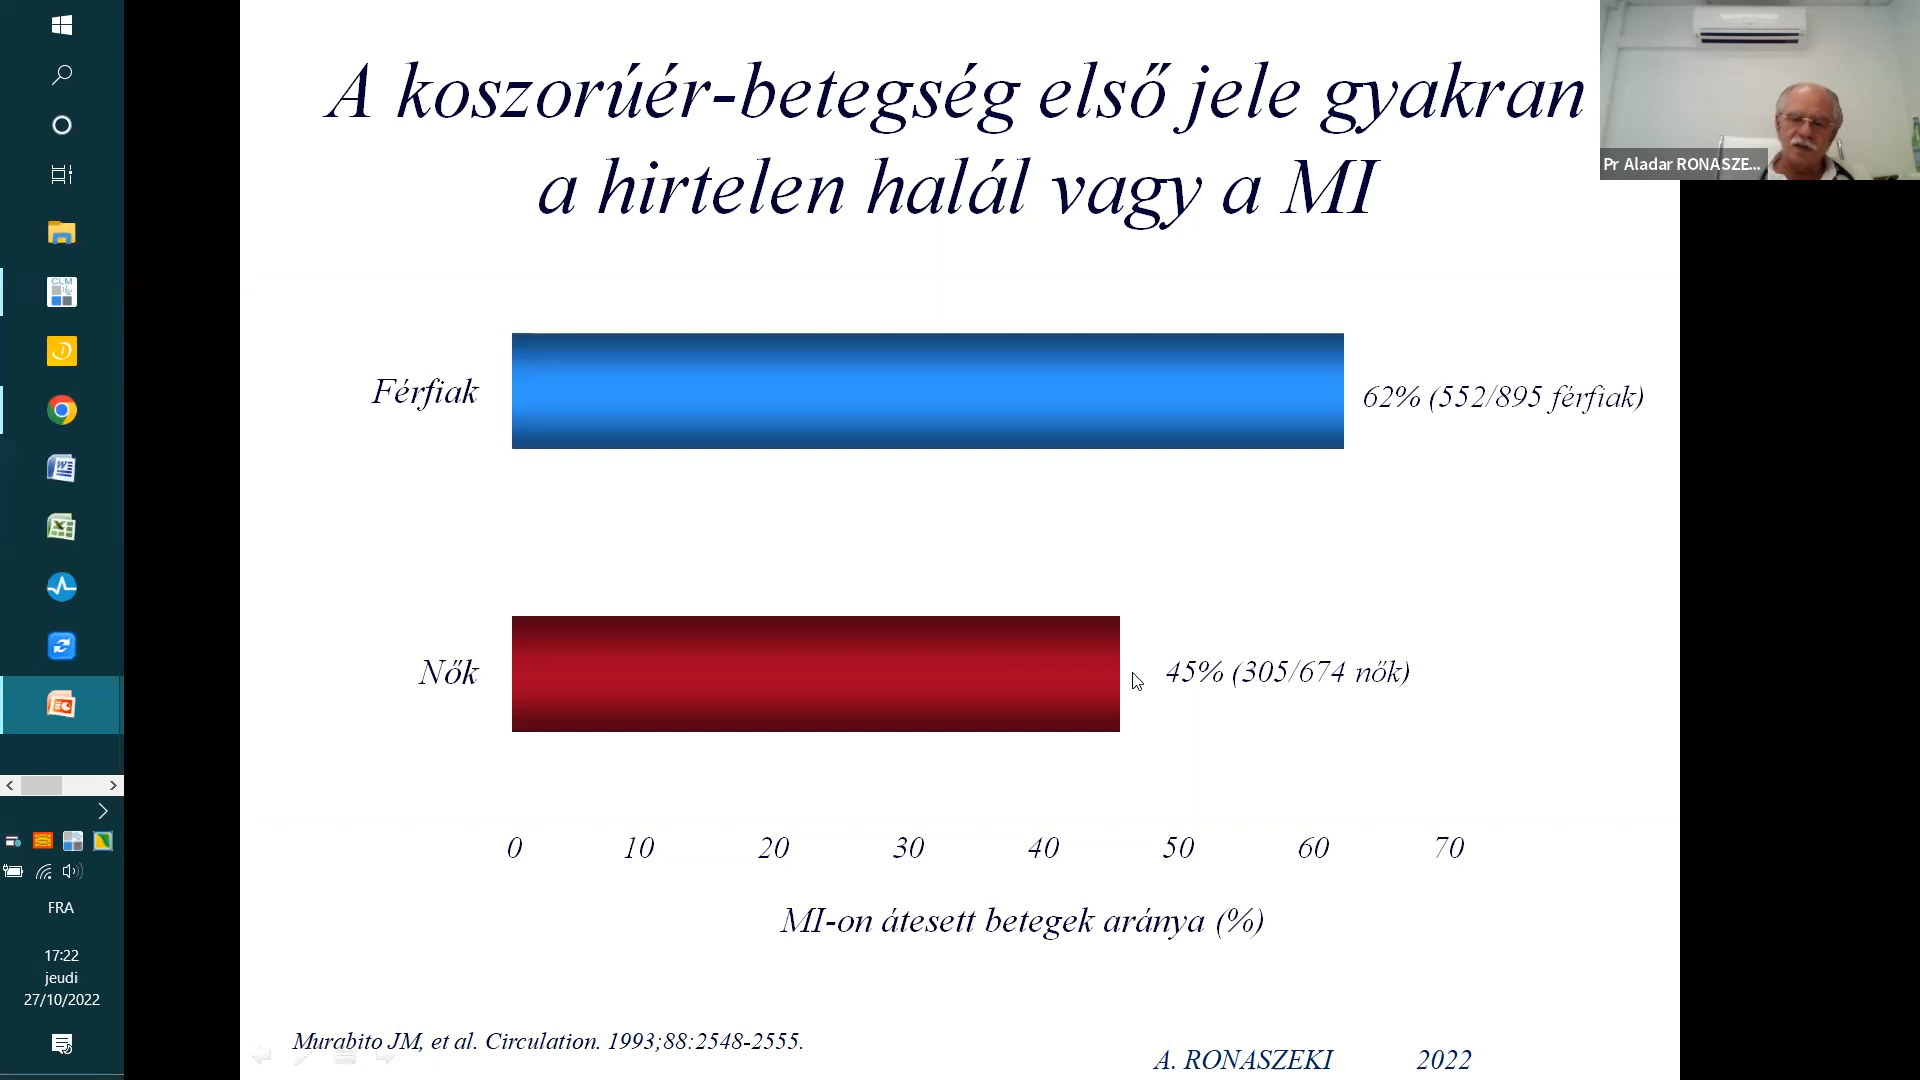 A koszorúér-betegség első jele gyakran
a hirtelen halál vagy a MI
Pr Aladar RONASZE...
Férfiak
62% (552/895 férfiak)
Nők
45% (305/674 nők)
0 10 20 30 40 50 60 70
MI-on átesett betegek aránya (%)
Murabito JM, et al. Circulation. 1993;88:2548-2555.
A. RONASZEKI 2022
CLM
FRA
17:22
jeudi
27/10/2022